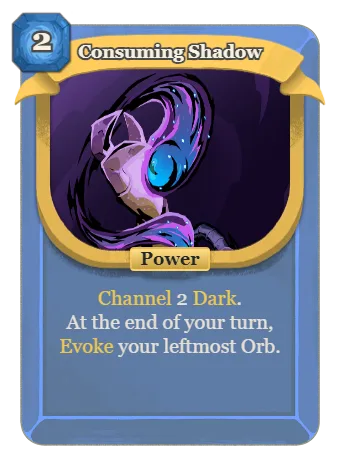 2
Consuming Shadow
Power
Channel 2 Dark.
At the end of your turn,
Evoke your leftmost Orb.